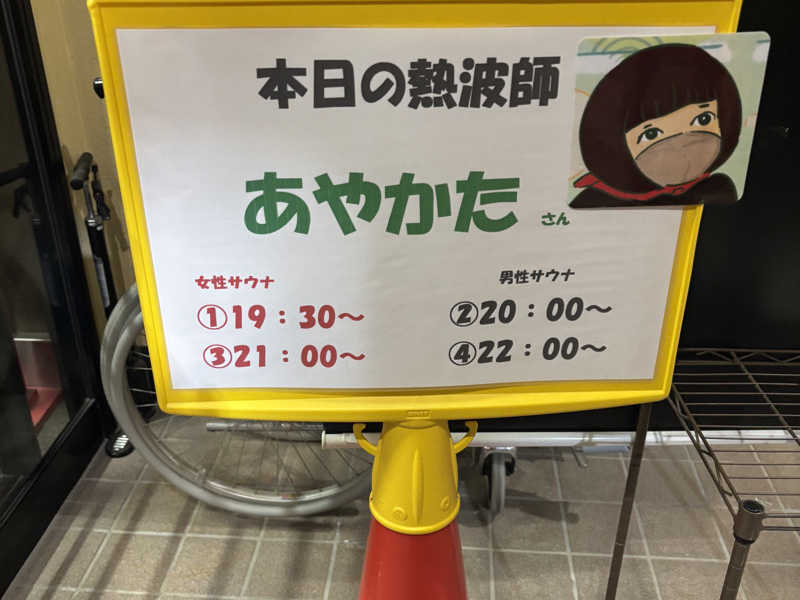 本日の熱波師
あやかた さん
女性サウナ
①19：30〜
③21：00〜
男性サウナ
②20：00〜
④22：00〜